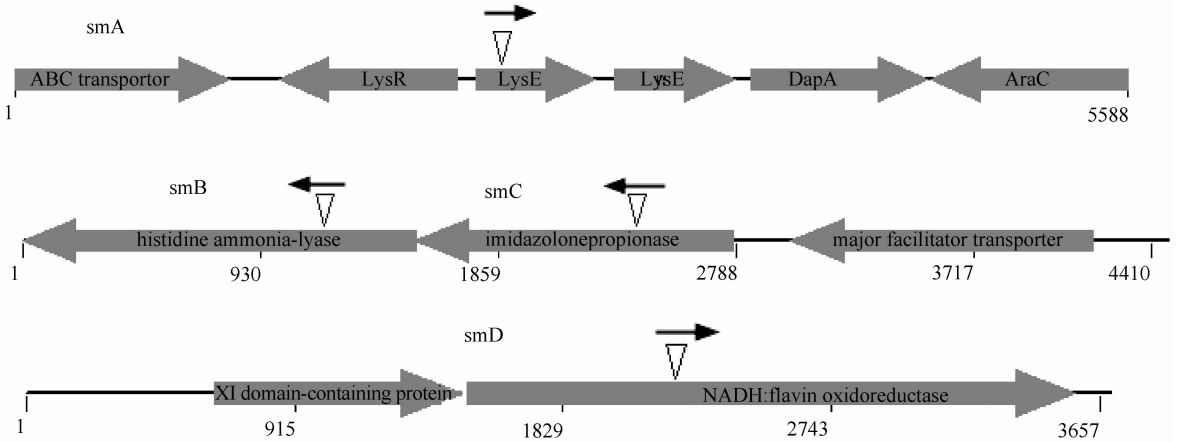 smA
ABC transportor LysR LysE LysE DapA AraC
1 5588
smB smC
histidine ammonia-lyase imidazolonepropionase major facilitator transporter
1 930 1859 2788 3717 4410
smD
XI domain-containing protein NADH:flavin oxidoreductase
1 915 1829 2743 3657